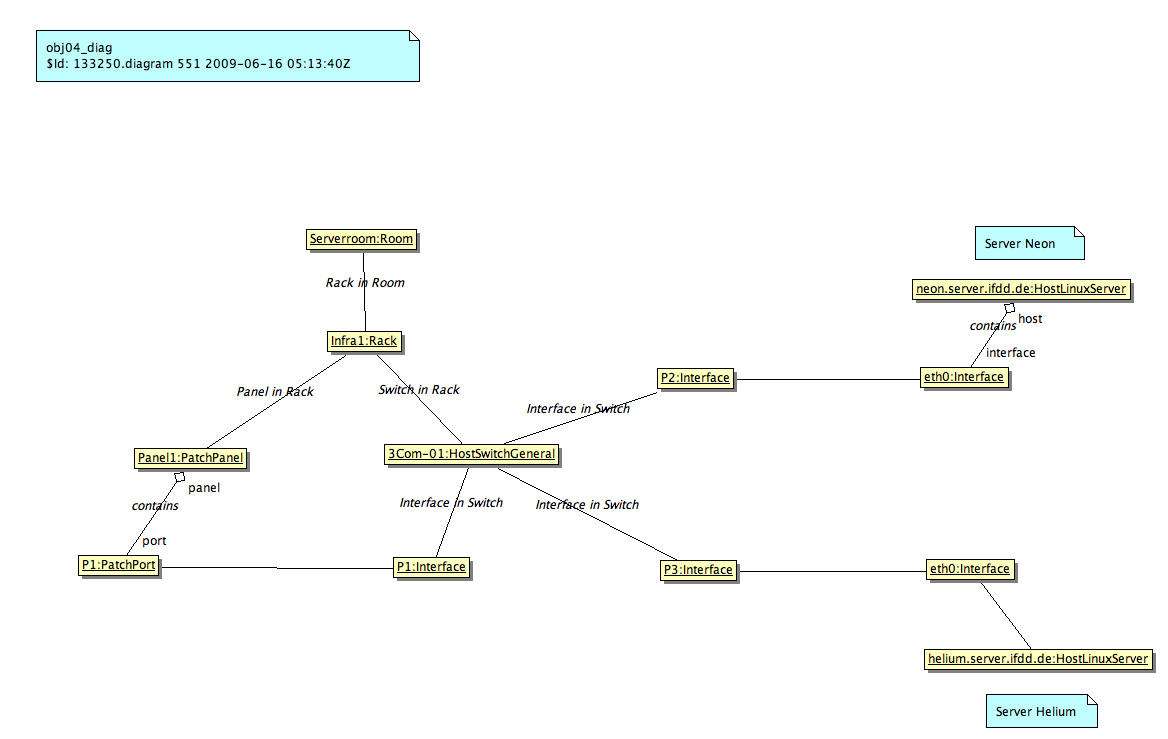 obj04_diag
$Id: 133250.diagram 551 2009-06-16 05:13:40Z
Serverroom:Room
Server Neon
Rack in Room
neon.server.ifdd.de:HostLinuxServer
host
contains
Infra1:Rack
interface
Panel in Rack
Switch in Rack
P2:Interface
eth0:Interface
Interface in Switch
Panel1:PatchPanel
3Com-01:HostSwitchGeneral
panel
contains
Interface in Switch
Interface in Switch
port
P1:PatchPort
P1:Interface
P3:Interface
eth0:Interface
helium.server.ifdd.de:HostLinuxServer
Server Helium